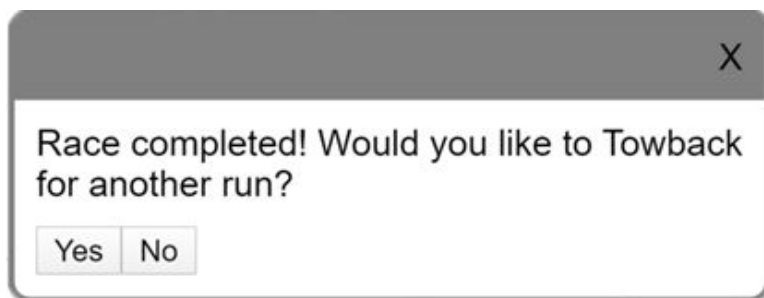 X
Race completed! Would you like to Towback
for another run?
Yes No